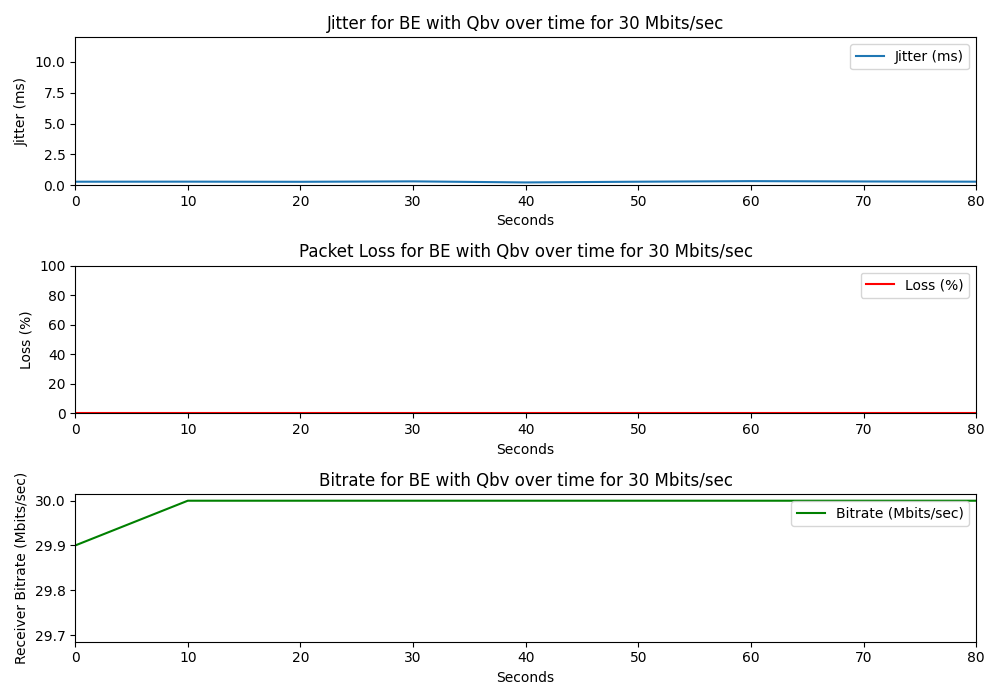 Jitter for BE with Qbv over time for 30 Mbits/sec
Jitter (ms)
10.0
7.5
5.0
2.5
0.0
Jitter (ms)
0 10 20 30 40 50 60 70 80
Seconds
Packet Loss for BE with Qbv over time for 30 Mbits/sec
Loss (%)
100
80
60
40
20
0
Loss (%)
0 10 20 30 40 50 60 70 80
Seconds
Bitrate for BE with Qbv over time for 30 Mbits/sec
Receiver Bitrate (Mbits/sec)
30.0
29.9
29.8
29.7
Bitrate (Mbits/sec)
0 10 20 30 40 50 60 70 80
Seconds